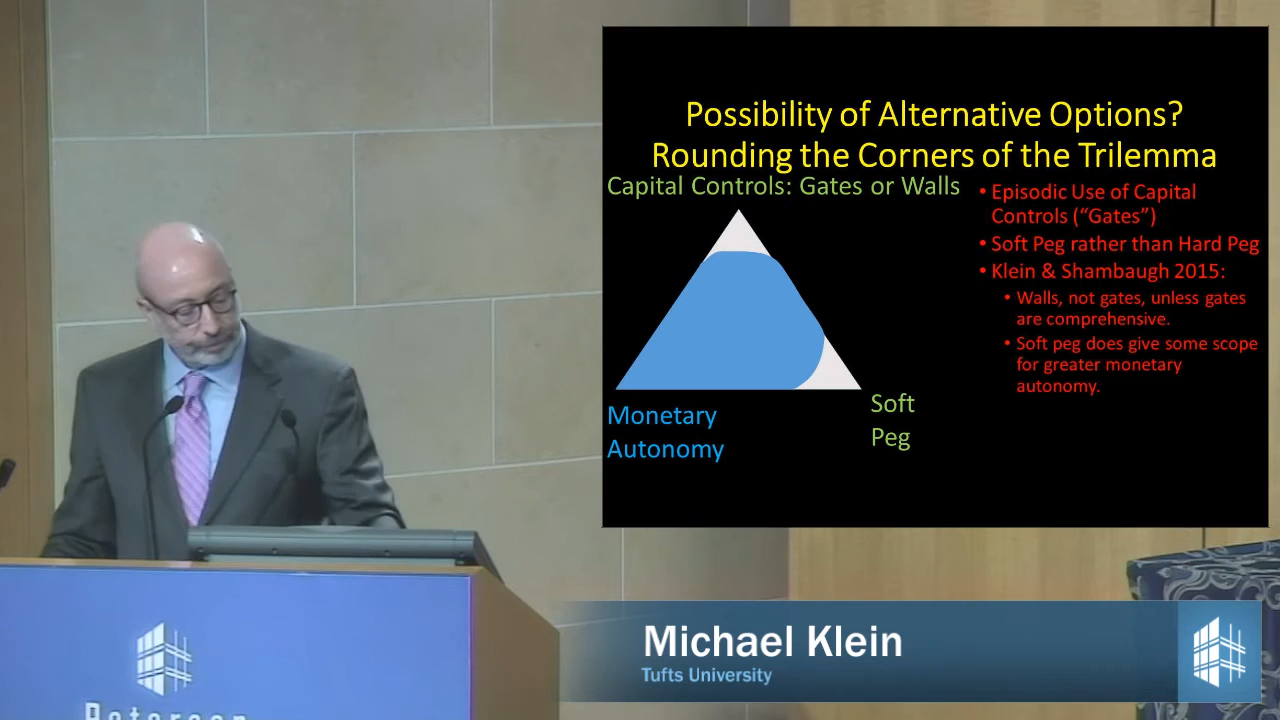 Possibility of Alternative Options?
Rounding the Corners of the Trilemma
Capital Controls: Gates or Walls
• Episodic Use of Capital
Controls (“Gates”)
• Soft Peg rather than Hard Peg
• Klein & Shambaugh 2015:
• Walls, not gates, unless gates
are comprehensive.
• Soft peg does give some scope
for greater monetary
autonomy.
Monetary
Autonomy
Soft
Peg
Michael Klein
Tufts University
Peterson